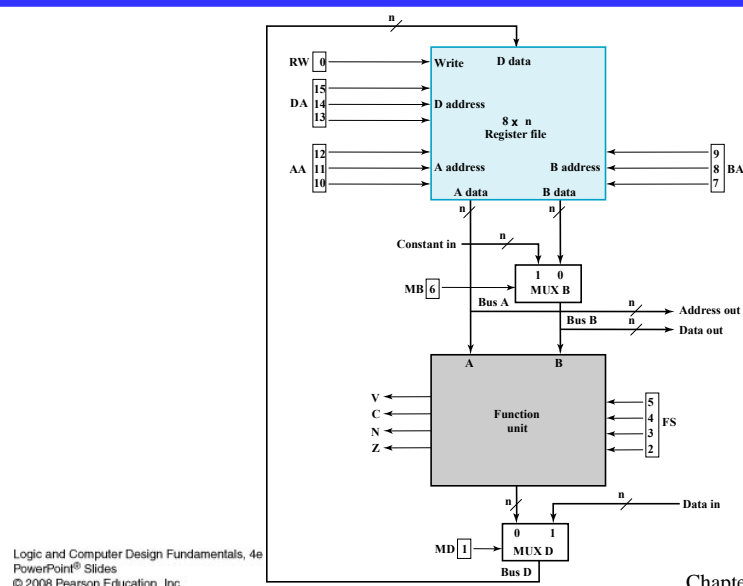 n
RW 0 Write D data
15
DA 14 D address
13
8 x n
Register file
12 9
AA 11 A address B address 8 BA
10 7
A data B data
n n
Constant in n
1 0
MB 6 MUX B
Bus A n Address out
Bus B n Data out
A B
V 5
C Function 4 FS
N unit 3
Z 2
n n Data in
0 1
MD 1 MUX D
Bus D
Logic and Computer Design Fundamentals, 4e
PowerPoint® Slides
© 2008 Pearson Education, Inc.
Chapte